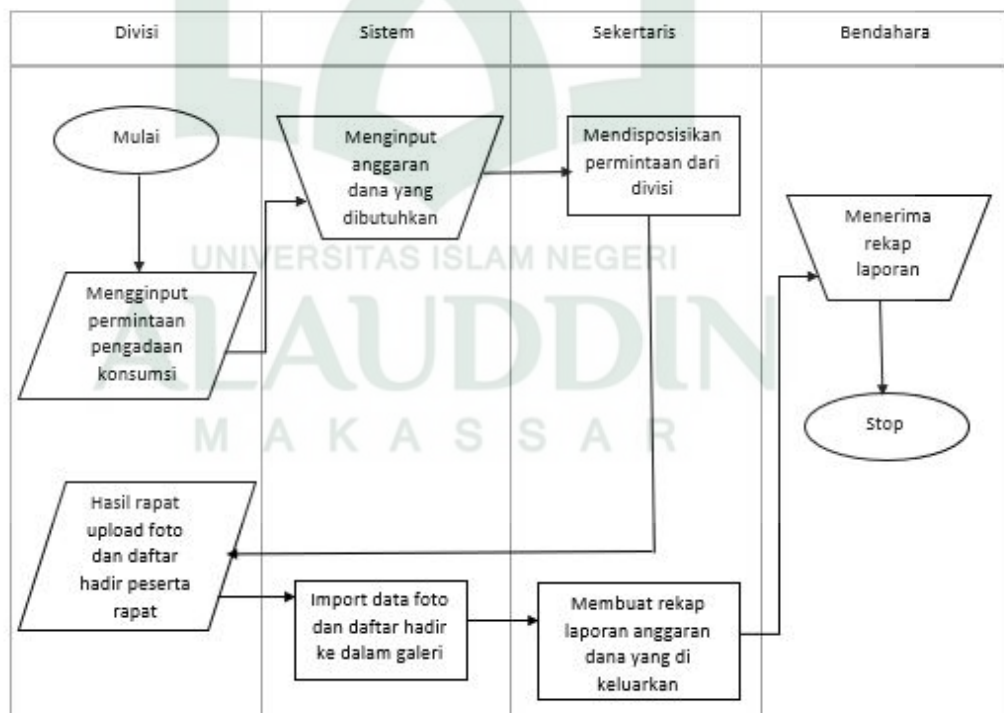 Divisi
Sistem
Sekertaris
Bendahara
Mulai
Mengginput
permintaan
pengadaan
konsumsi
Menginput
anggaran
dana yang
dibutuhkan
Mendisposisikan
permintaan dari
divisi
Hasil rapat
upload foto
dan daftar
hadir peserta
rapat
Import data foto
dan daftar hadir
ke dalam galeri
Membuat rekap
laporan anggaran
dana yang di
keluarkan
Menerima
rekap
laporan
Stop
UNIVERSITAS ISLAM NEGERI
ALAUDDIN
MAKASSAR